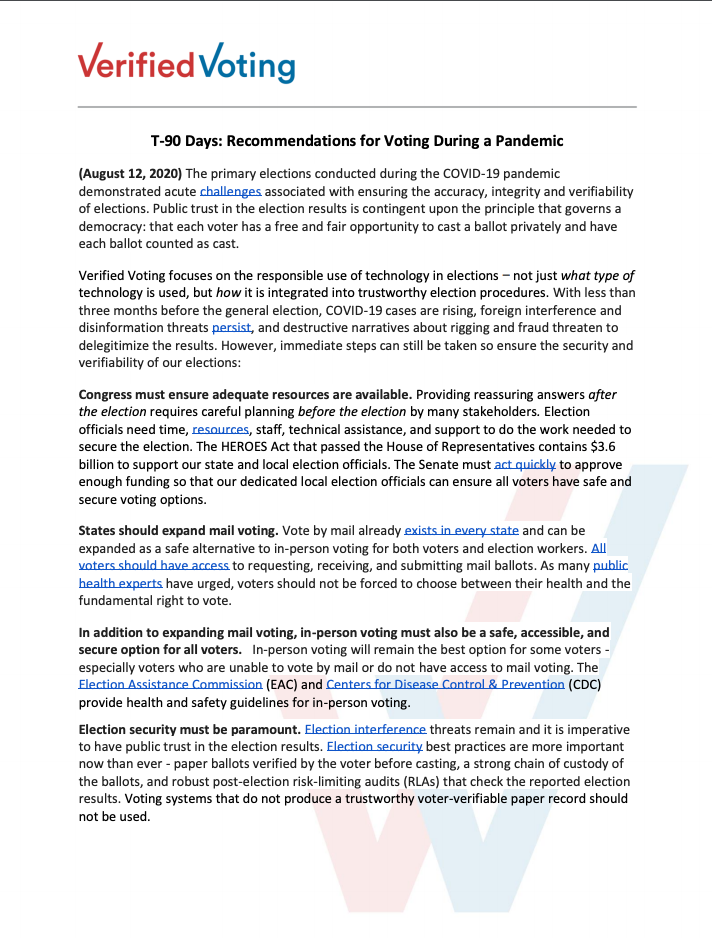 VerifiedVoting
T-90 Days: Recommendations for Voting During a Pandemic
(August 12, 2020) The primary elections conducted during the COVID-19 pandemic
demonstrated acute challenges associated with ensuring the accuracy, integrity and verifiability
of elections. Public trust in the election results is contingent upon the principle that governs a
democracy: that each voter has a free and fair opportunity to cast a ballot privately and have
each ballot counted as cast.
Verified Voting focuses on the responsible use of technology in elections – not just what type of
technology is used, but how it is integrated into trustworthy election procedures. With less than
three months before the general election, COVID-19 cases are rising, foreign interference and
disinformation threats persist, and destructive narratives about rigging and fraud threaten to
delegitimize the results. However, immediate steps can still be taken so ensure the security and
verifiability of our elections:
Congress must ensure adequate resources are available. Providing reassuring answers after
the election requires careful planning before the election by many stakeholders. Election
officials need time, resources, staff, technical assistance, and support to do the work needed to
secure the election. The HEROES Act that passed the House of Representatives contains $3.6
billion to support our state and local election officials. The Senate must act quickly to approve
enough funding so that our dedicated local election officials can ensure all voters have safe and
secure voting options.
States should expand mail voting. Vote by mail already exists in every state and can be
expanded as a safe alternative to in-person voting for both voters and election workers. All
voters should have access to requesting, receiving, and submitting mail ballots. As many public
health experts have urged, voters should not be forced to choose between their health and the
fundamental right to vote.
In addition to expanding mail voting, in-person voting must also be a safe, accessible, and
secure option for all voters. In-person voting will remain the best option for some voters -
especially voters who are unable to vote by mail or do not have access to mail voting. The
Election Assistance Commission (EAC) and Centers for Disease Control & Prevention (CDC)
provide health and safety guidelines for in-person voting.
Election security must be paramount. Election interference threats remain and it is imperative
to have public trust in the election results. Election security best practices are more important
now than ever - paper ballots verified by the voter before casting, a strong chain of custody of
the ballots, and robust post-election risk-limiting audits (RLAs) that check the reported election
results. Voting systems that do not produce a trustworthy voter-verifiable paper record should
not be used.